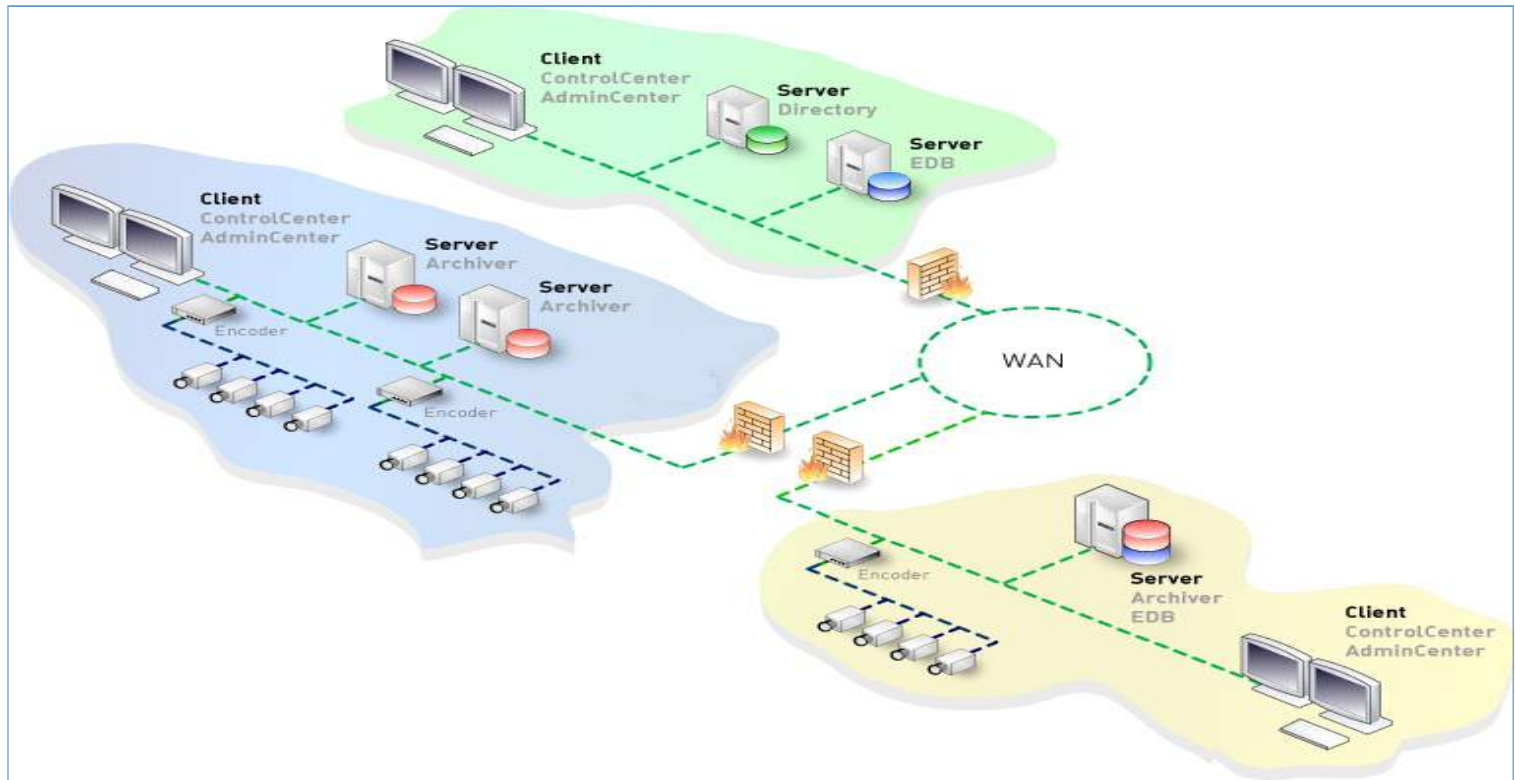 Client
ControlCenter
AdminCenter
Server
Directory
Server
EDB
Client
ControlCenter
AdminCenter
Server
Archiver
Server
Archiver
Encoder
Encoder
WAN
Encoder
Server
Archiver
EDB
Client
ControlCenter
AdminCenter